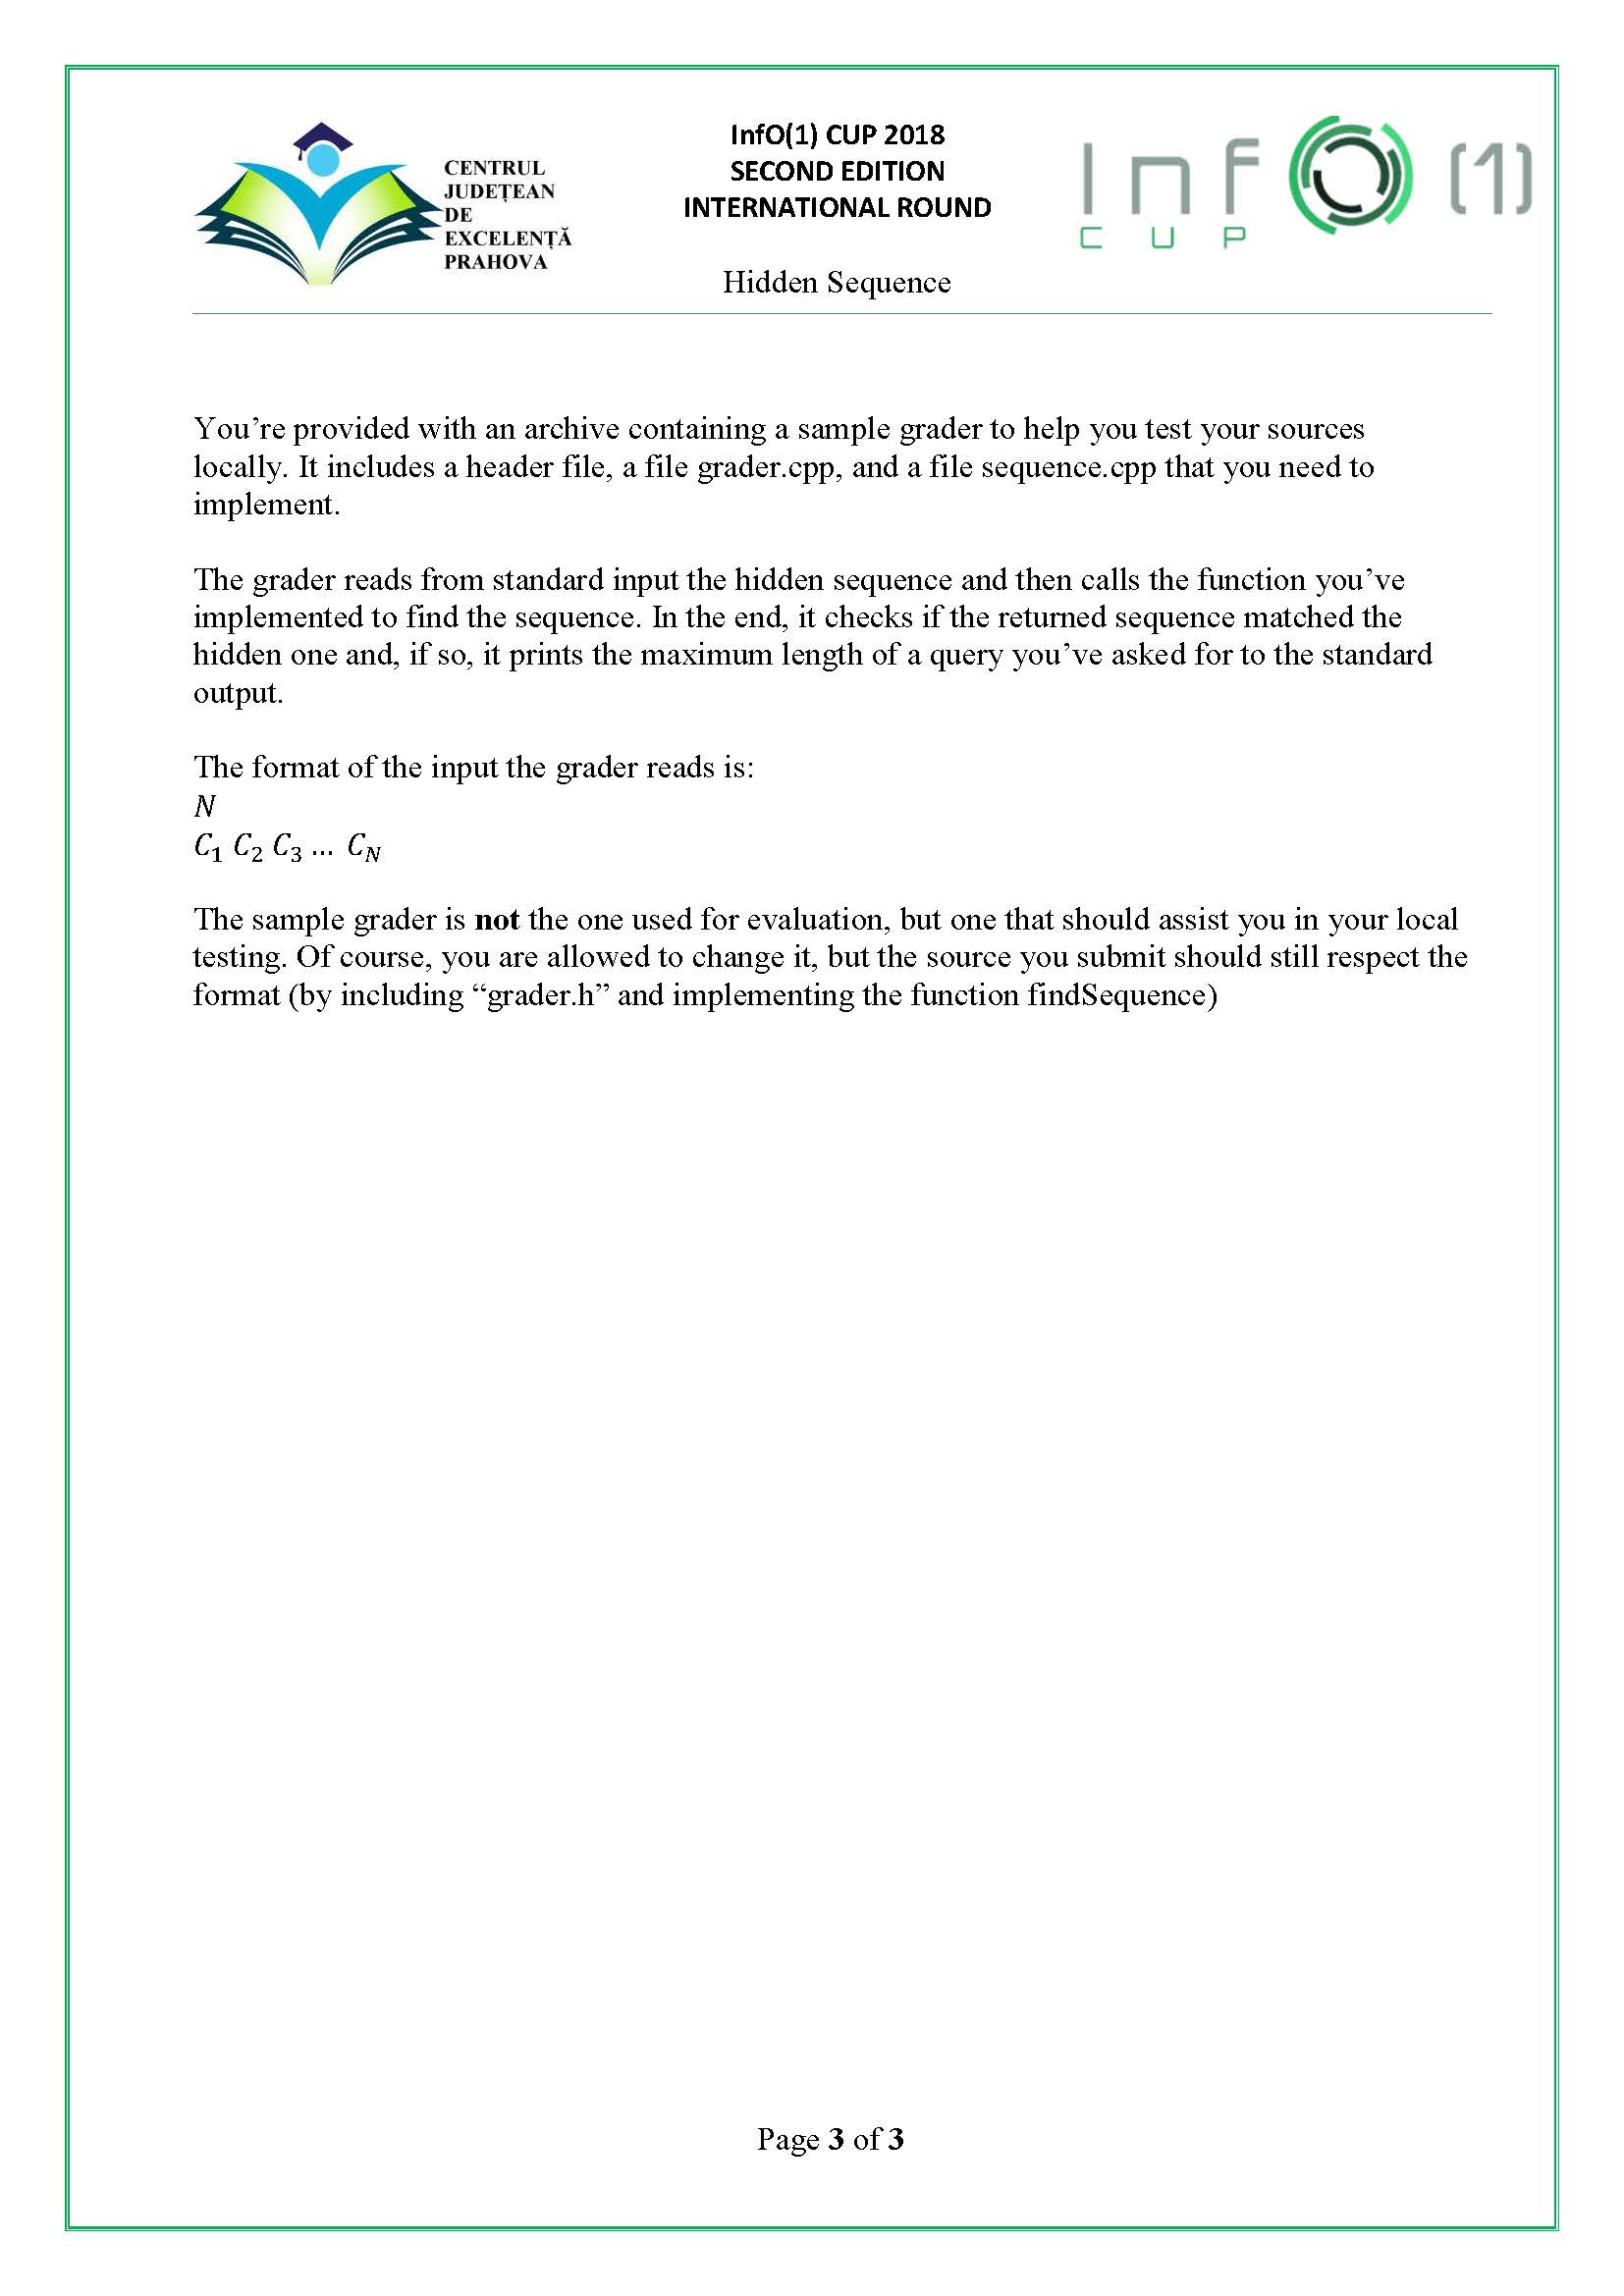 CENTRUL
JUDEȚEAN
DE
EXCELENȚĂ
PRAHOVA
InfO(1) CUP 2018
SECOND EDITION
INTERNATIONAL ROUND
Hidden Sequence
Inf O (1)
CUP
You’re provided with an archive containing a sample grader to help you test your sources
locally. It includes a header file, a file grader.cpp, and a file sequence.cpp that you need to
implement.
The grader reads from standard input the hidden sequence and then calls the function you’ve
implemented to find the sequence. In the end, it checks if the returned sequence matched the
hidden one and, if so, it prints the maximum length of a query you’ve asked for to the standard
output.
The format of the input the grader reads is:
N
C₁ C₂ C₃ … C_N
The sample grader is not the one used for evaluation, but one that should assist you in your local
testing. Of course, you are allowed to change it, but the source you submit should still respect the
format (by including “grader.h” and implementing the function findSequence)
Page 3 of 3